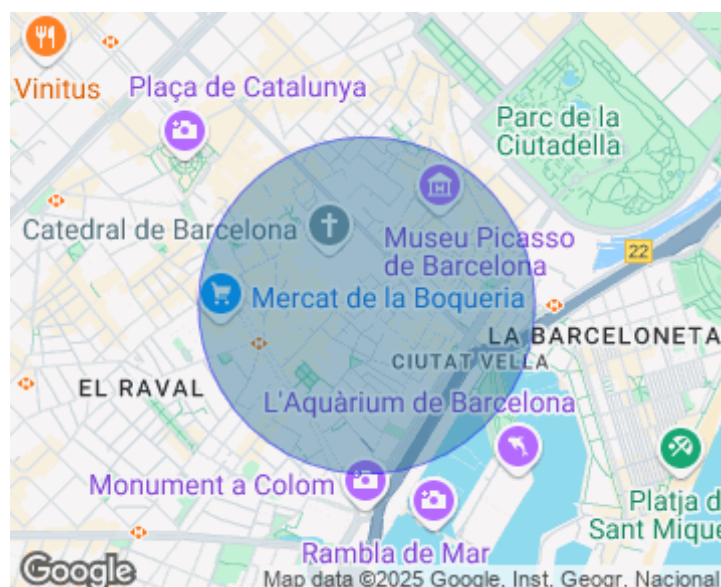 Vinitus
Plaça de Catalunya
Parc de la
Ciutadella
Catedral de Barcelona
Museu Picasso
de Barcelona
22
Mercat de la Boqueria
LA BARCELONETA
CIUTAT VELLA
EL RAVAL
L'Aquàrium de Barcelona
Monument a Colom
Platja d
Sant Mique
Rambla de Mar
Google
Map data ©2025 Google, Inst. Geogr. Nacional